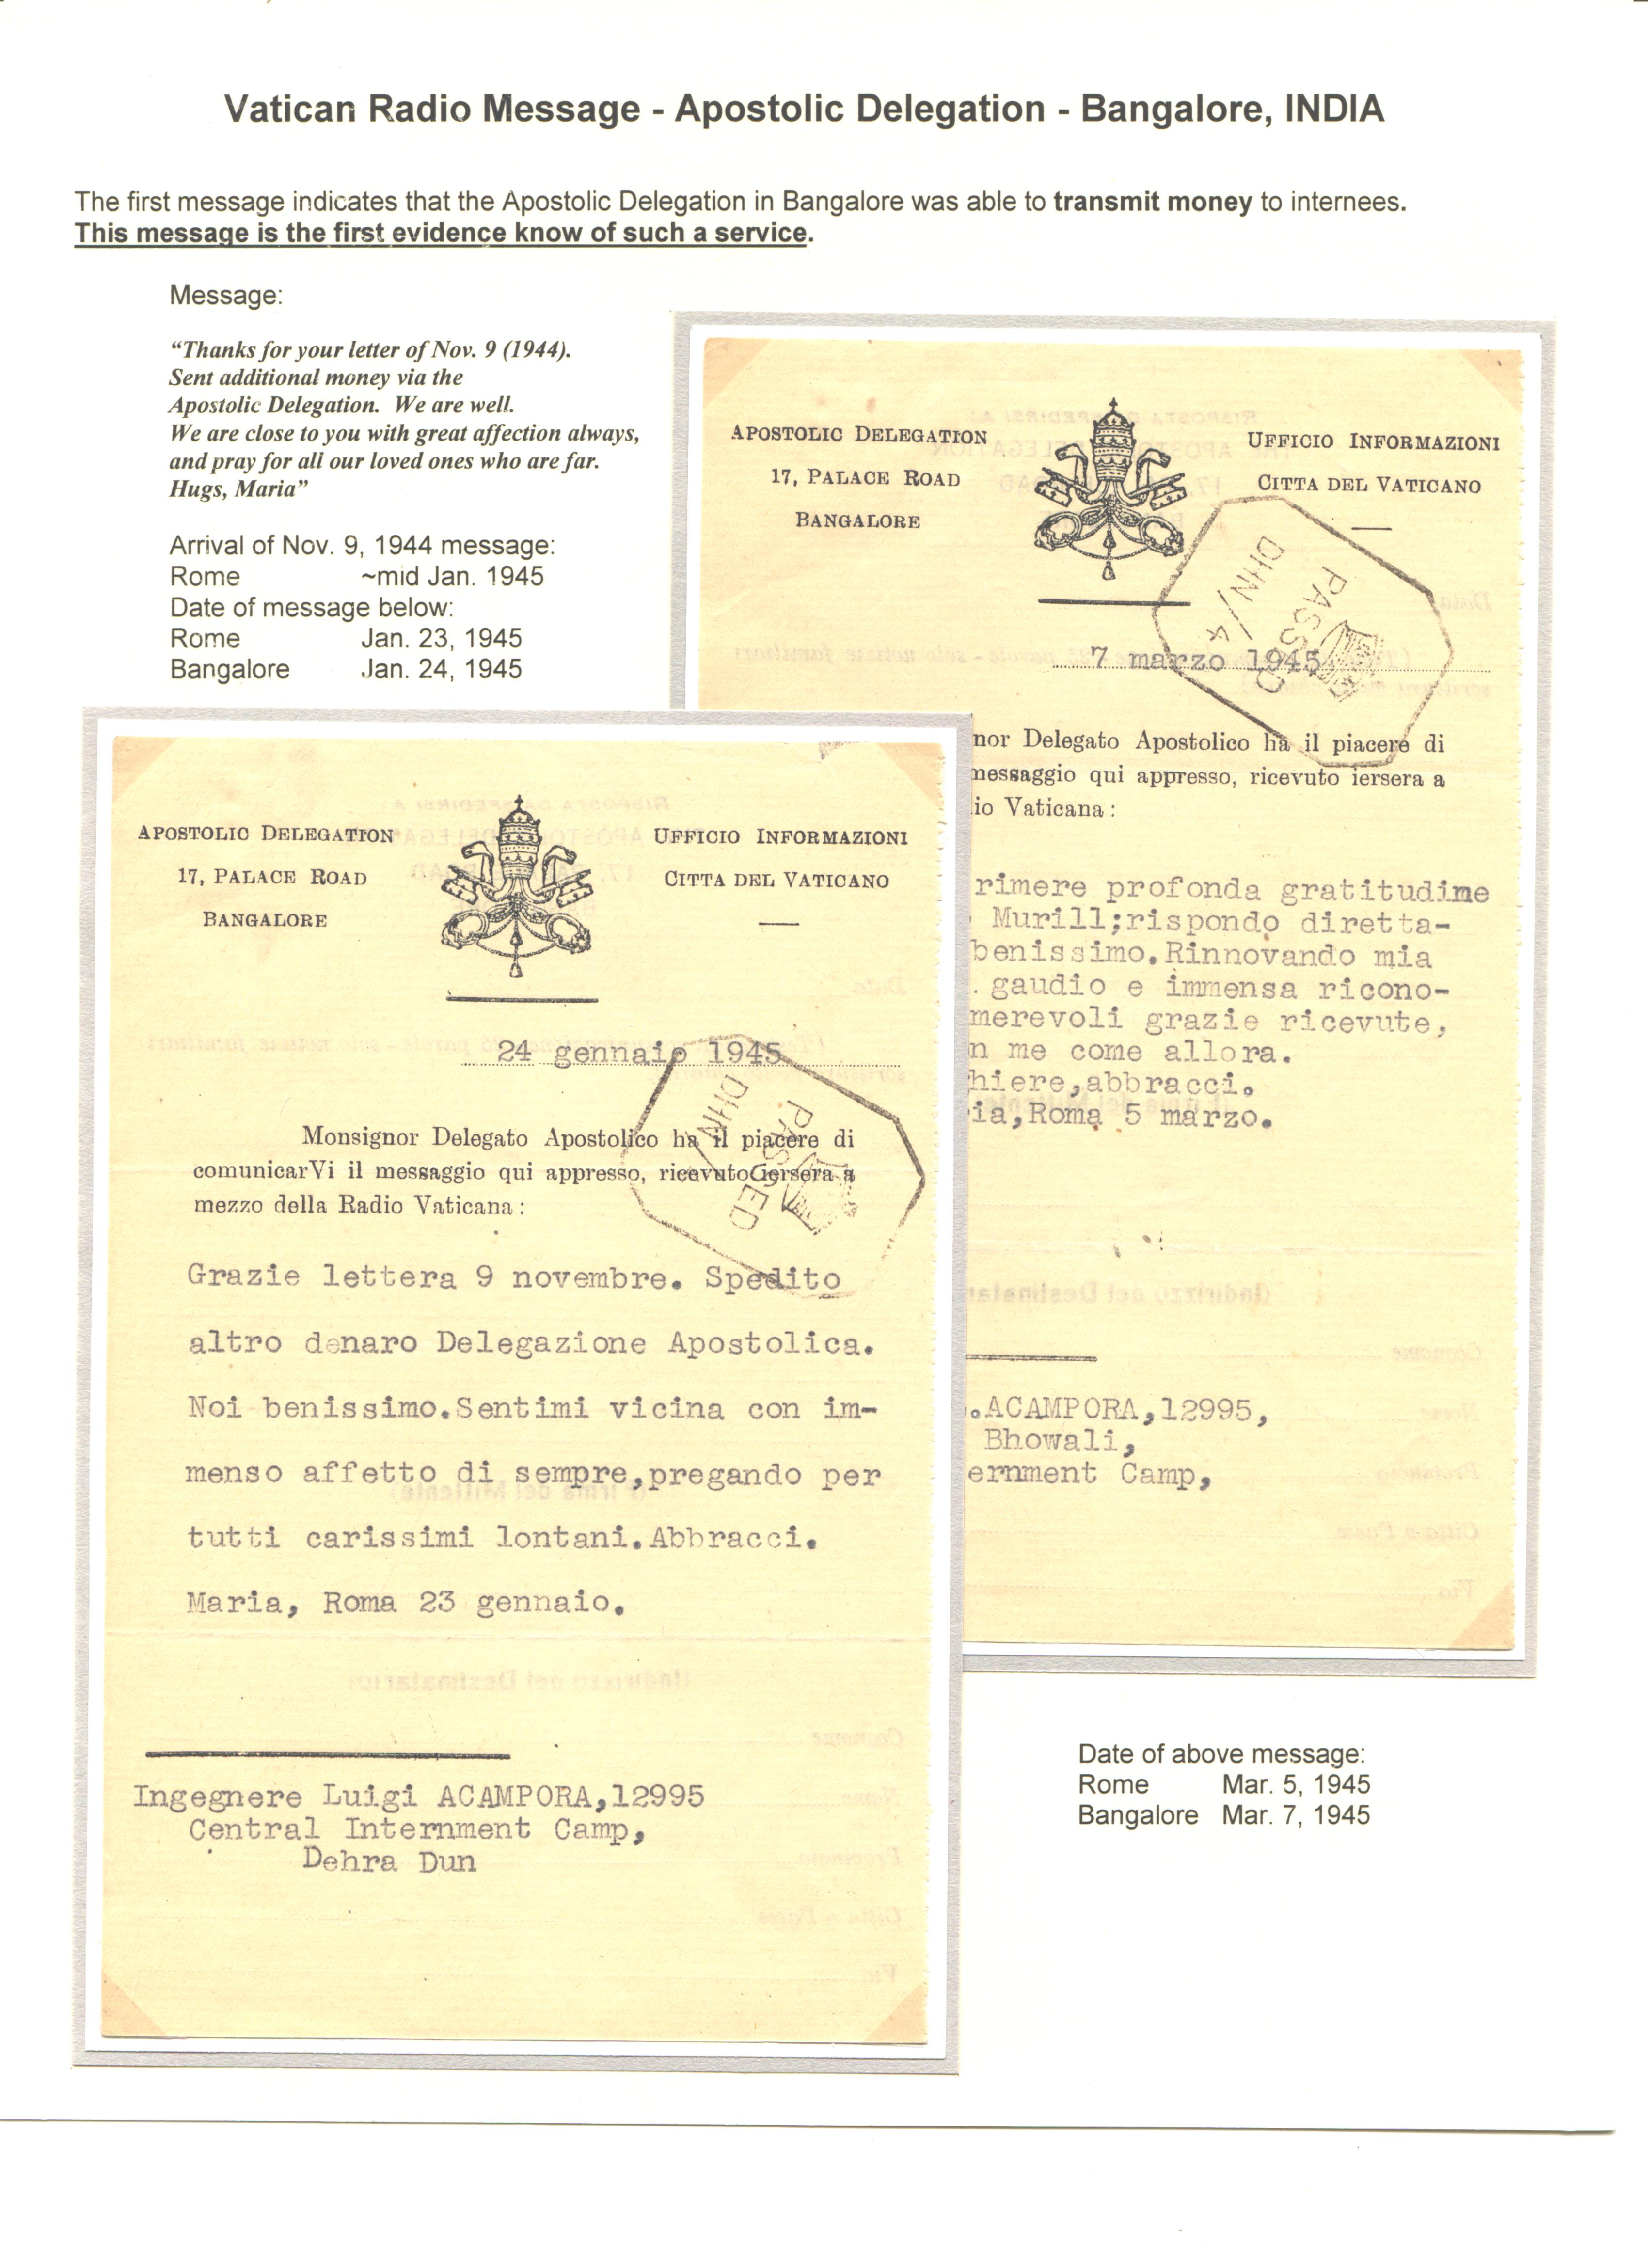 Vatican Radio Message - Apostolic Delegation - Bangalore, INDIA
The first message indicates that the Apostolic Delegation in Bangalore was able to transmit money to internees.
This message is the first evidence know of such a service.
Message:
“Thanks for your letter of Nov. 9 (1944).
Sent additional money via the
Apostolic Delegation. We are well.
We are close to you with great affection always,
and pray for all our loved ones who are far.
Hugs, Maria”
Arrival of Nov. 9, 1944 message:
Rome ~mid Jan. 1945
Date of message below:
Rome Jan. 23, 1945
Bangalore Jan. 24, 1945
APOSTOLIC DELEGATION
17, PALACE ROAD
BANGALORE
UFFICIO INFORMAZIONI
CITTA DEL VATICANO
PASSED
DHN/4
7 marzo 1945
nor Delegato Apostolico ha il piacere di
messaggio qui appresso, ricevuto iersera a
io Vaticana:
rimere profonda gratitudine
Murill;rispondo diretta-
benissimo.Rinnovando mia
. gaudio e immensa ricono-
merevoli grazie ricevute,
n me come allora.
hiere,abbracci.
ia,Roma 5 marzo.
.ACAMPORA,12995,
Bhowali,
ernment Camp,
APOSTOLIC DELEGATION
17, PALACE ROAD
BANGALORE
UFFICIO INFORMAZIONI
CITTA DEL VATICANO
24 gennaio 1945
PASSED
DHN/
Monsignor Delegato Apostolico ha il piacere di
comunicarVi il messaggio qui appresso, ricevuto iersera a
mezzo della Radio Vaticana:
Grazie lettera 9 novembre. Spedito
altro denaro Delegazione Apostolica.
Noi benissimo.Sentimi vicina con im-
menso affetto di sempre,pregando per
tutti carissimi lontani.Abbracci.
Maria, Roma 23 gennaio.
Ingegnere Luigi ACAMPORA,12995
Central Internment Camp,
Dehra Dun
Date of above message:
Rome Mar. 5, 1945
Bangalore Mar. 7, 1945